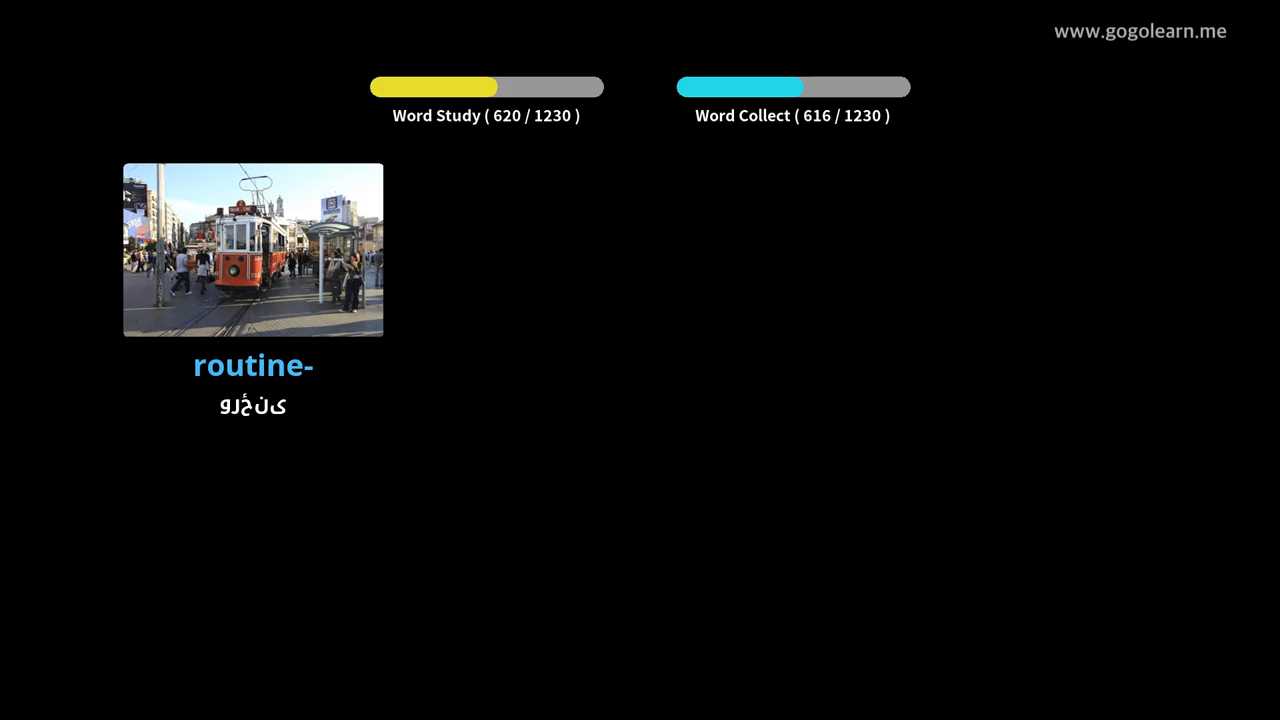 www.gogolearn.me
Word Study ( 620 / 1230 )
Word Collect ( 616 / 1230 )
routine-
ورځنی